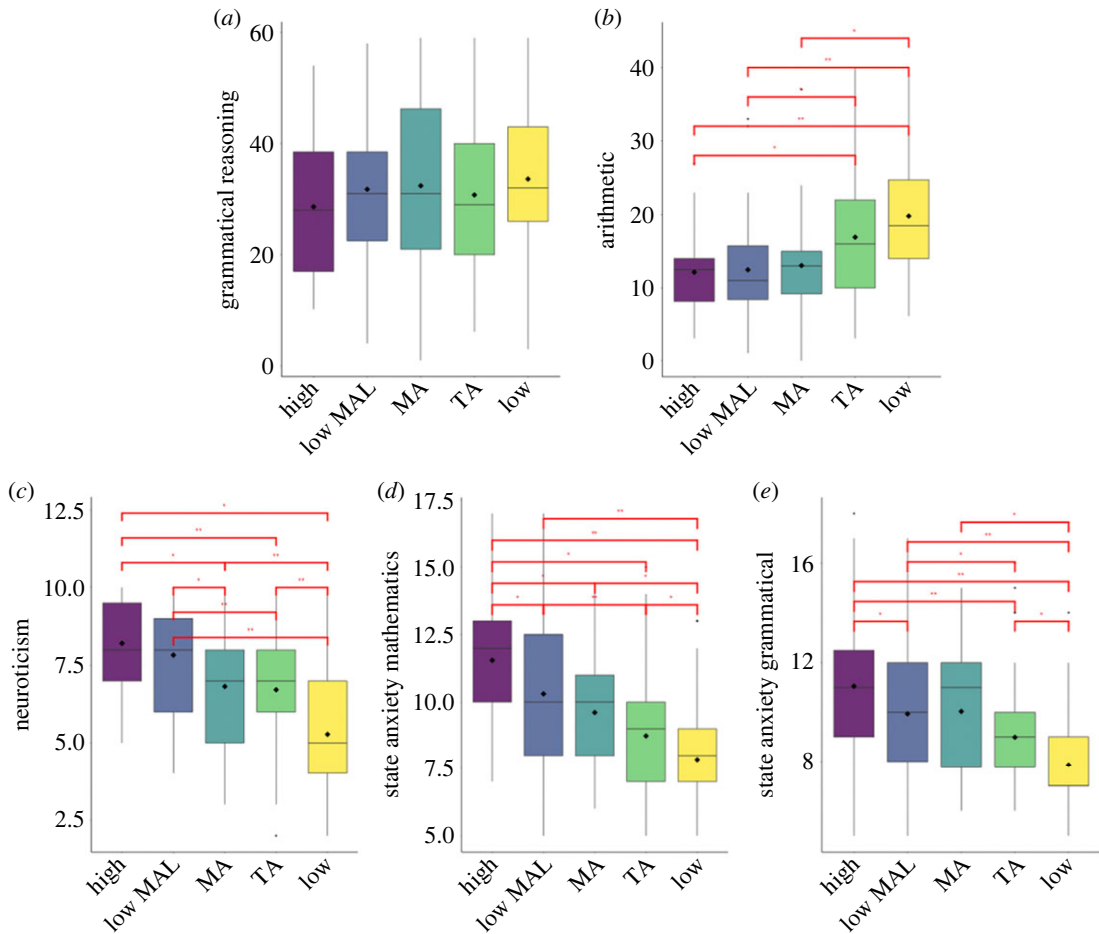 (a)
grammatical reasoning
60
40
20
0
high
low MAL
MA
TA
low
(b)
arithmetic
40
30
20
10
0
*
**
*
**
*
high
low MAL
MA
TA
low
(c)
neuroticism
12.5
10.0
7.5
5.0
2.5
*
**
*
**
*
**
**
**
high
low MAL
MA
TA
low
(d)
state anxiety mathematics
17.5
15.0
12.5
10.0
7.5
5.0
**
**
*
*
*
*
**
*
high
low MAL
MA
TA
low
(e)
state anxiety grammatical
16
12
8
*
**
*
**
**
*
*
high
low MAL
MA
TA
low